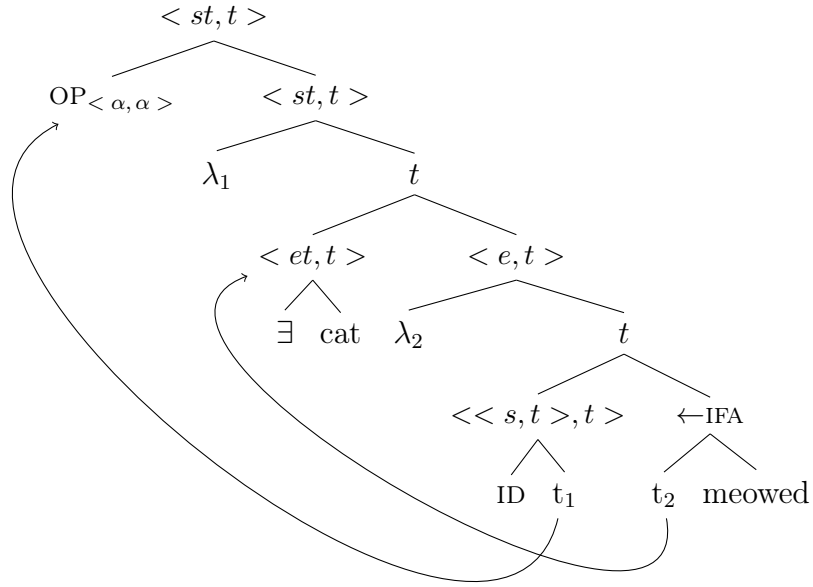 < st, t >
OP< α, α > < st, t >
λ1 t
< et, t > < e, t >
∃ cat λ2 t
<< s, t >, t > ←IFA
ID t1 t2 meowed